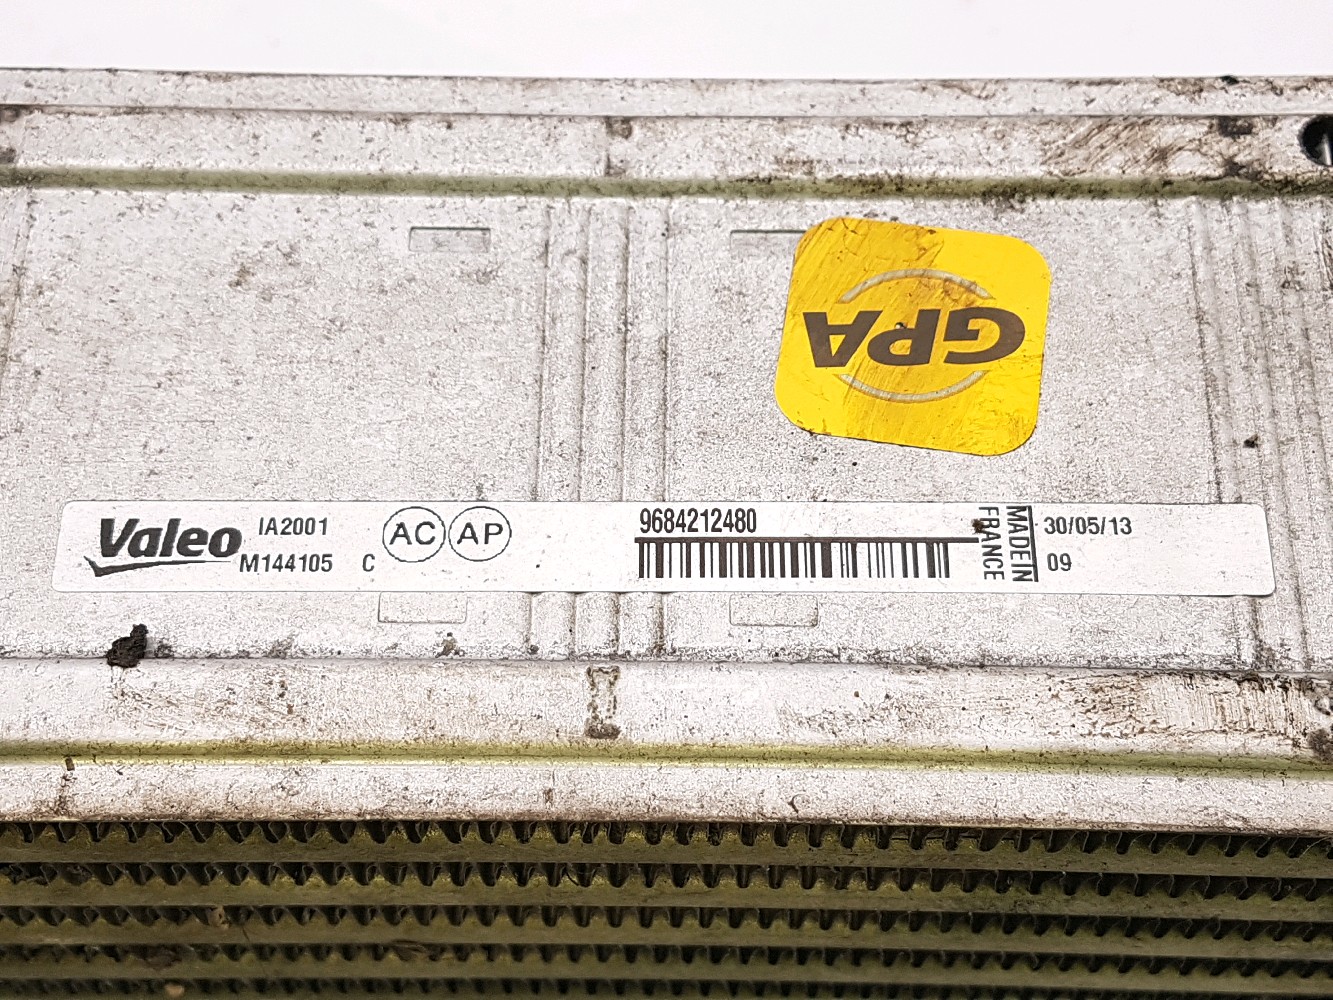 GPA
Valeo IA2001
M144105 C
AC AP
9684212480
MADE IN
FRANCE
30/05/13
09